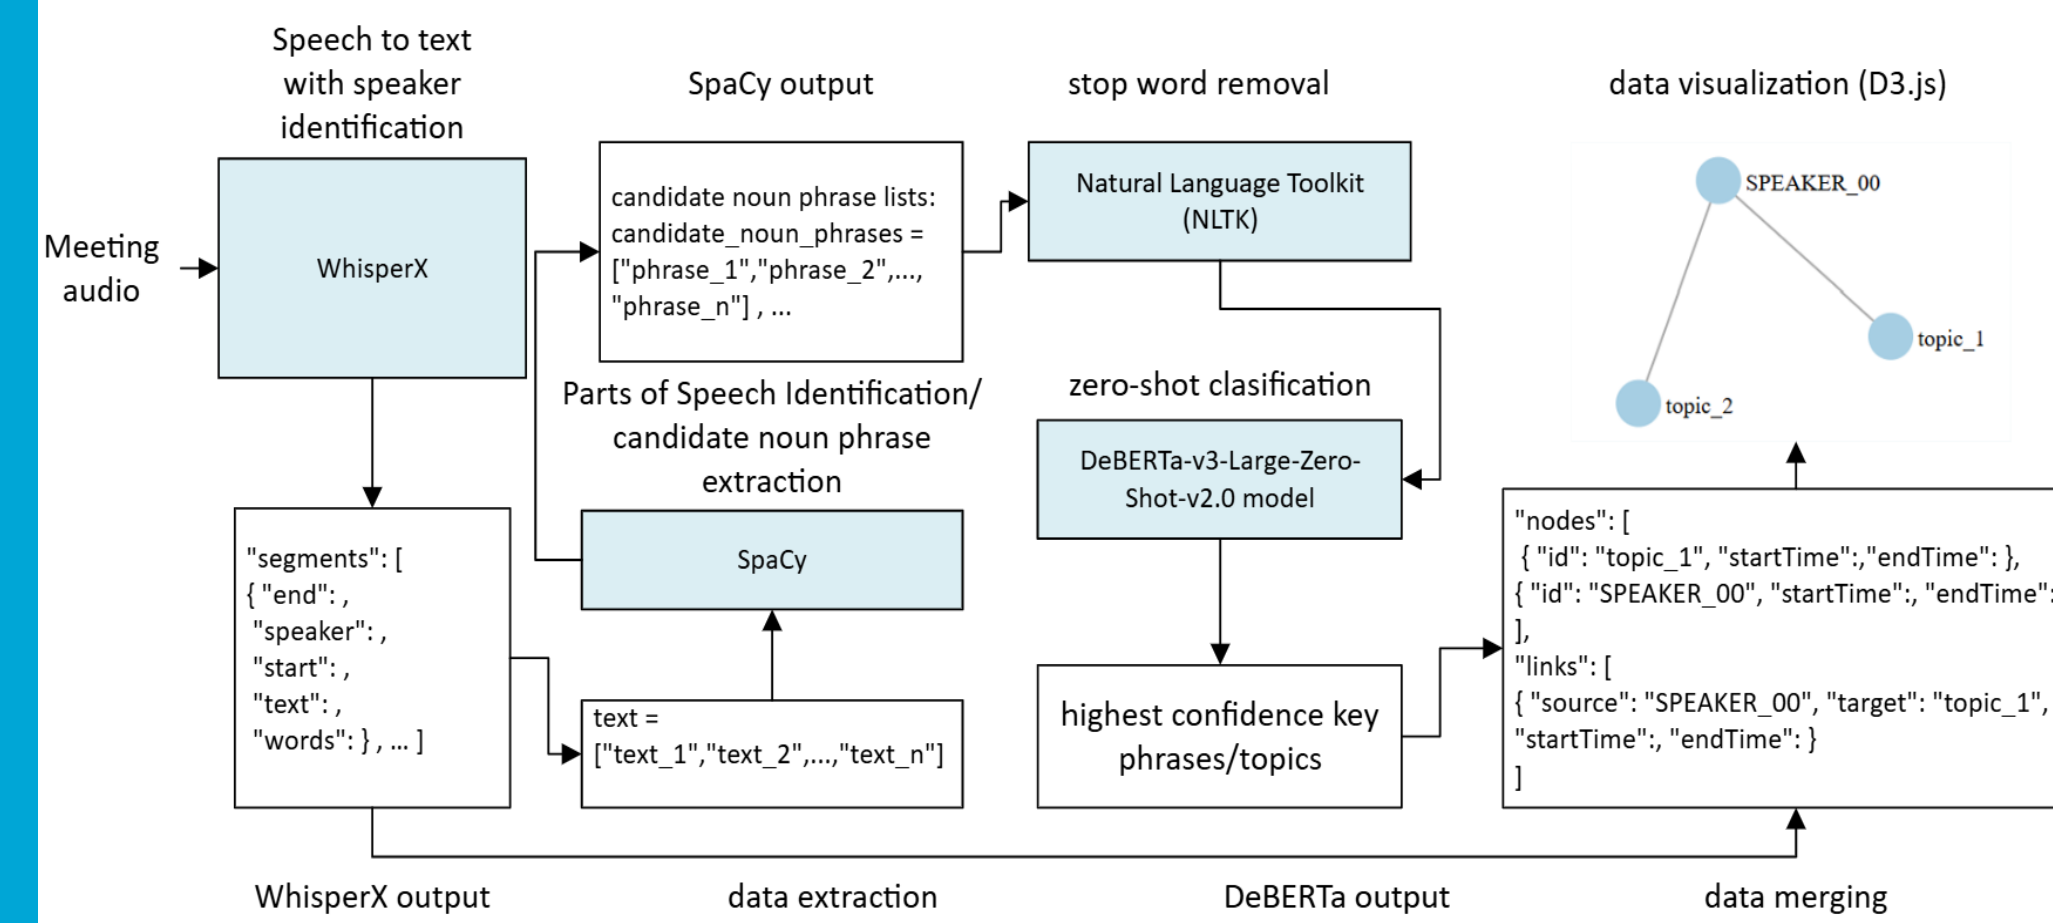 Speech to text
with speaker
identification
SpaCy output
stop word removal
data visualization (D3.js)
Meeting
audio
WhisperX
candidate noun phrase lists:
candidate_noun_phrases =
["phrase_1","phrase_2",...,
"phrase_n"] , ...
Natural Language Toolkit
(NLTK)
SPEAKER_00
topic_1
topic_2
Parts of Speech Identification/
candidate noun phrase
extraction
zero-shot clasification
SpaCy
DeBERTa-v3-Large-Zero-
Shot-v2.0 model
"segments": [
{ "end": ,
"speaker": ,
"start": ,
"text": ,
"words": } , ... ]
text =
["text_1","text_2",...,"text_n"]
highest confidence key
phrases/topics
"nodes": [
{ "id": "topic_1", "startTime":,"endTime": },
{ "id": "SPEAKER_00", "startTime":, "endTime":
],
"links": [
{ "source": "SPEAKER_00", "target": "topic_1",
"startTime":, "endTime": }
]
WhisperX output
data extraction
DeBERTa output
data merging